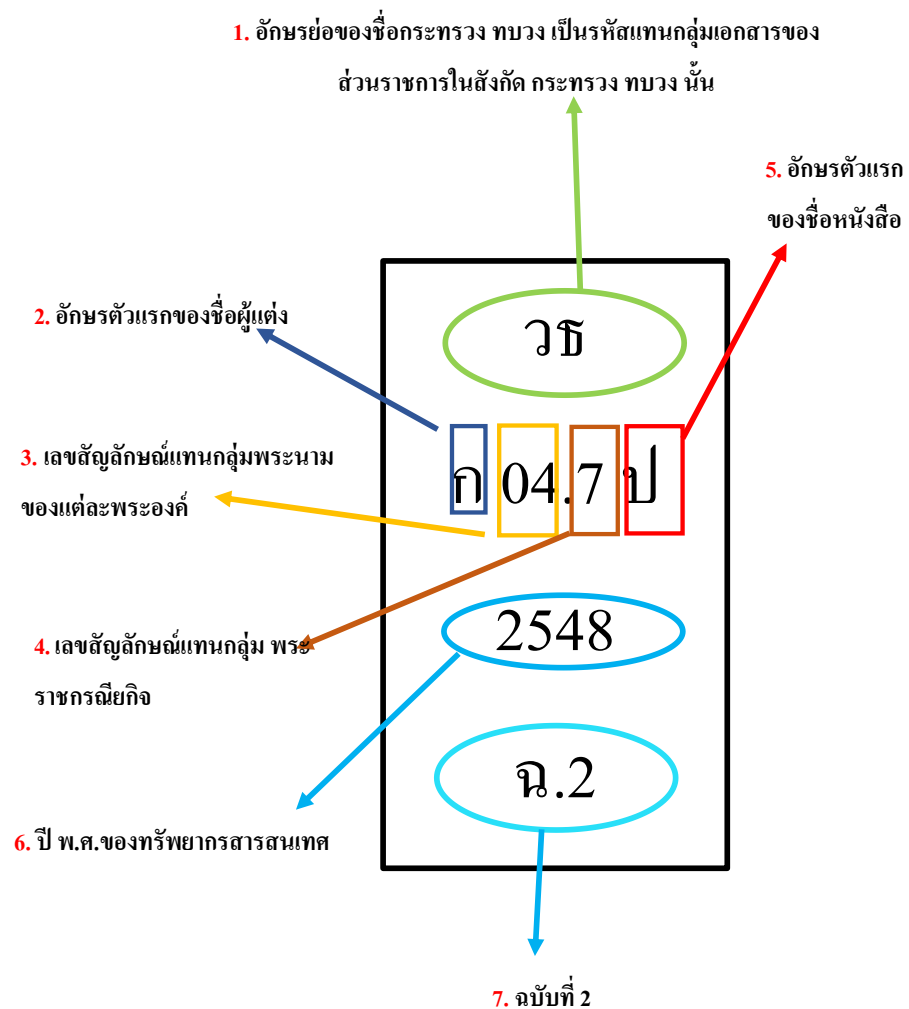 1. อักษรย่อของชื่อกระทรวง ทบวง เป็นรหัสแทนกลุ่มเอกสารของ
ส่วนราชการในสังกัด กระทรวง ทบวง นั้น
5. อักษรตัวแรก
ของชื่อหนังสือ
2. อักษรตัวแรกของชื่อผู้แต่ง
วธ
3. เลขสัญลักษณ์แทนกลุ่มพระนาม
ของแต่ละพระองค์
ก 04.7 ป
4. เลขสัญลักษณ์แทนกลุ่ม พระ
ราชกรณียกิจ
2548
ฉ.2
6. ปี พ.ศ.ของทรัพยากรสารสนเทศ
7. ฉบับที่ 2